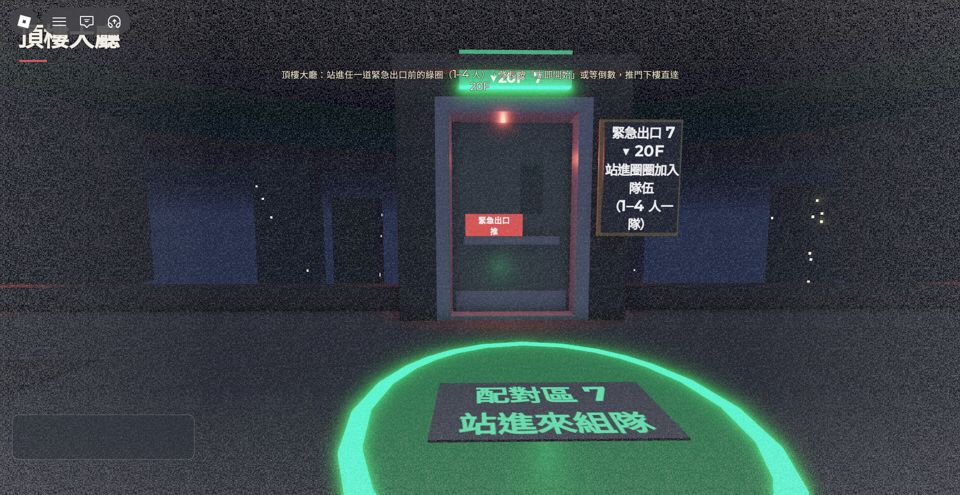 頂樓大廳
頂樓大廳：站進任一道緊急出口前的綠圈（1–4 人）
或等倒數，推門下樓直達
20F
▼20F
7
緊急出口 7
▼ 20F
站進圈圈加入
隊伍
（1–4 人一
隊）
緊急出口
推
配對區 7
站進來組隊